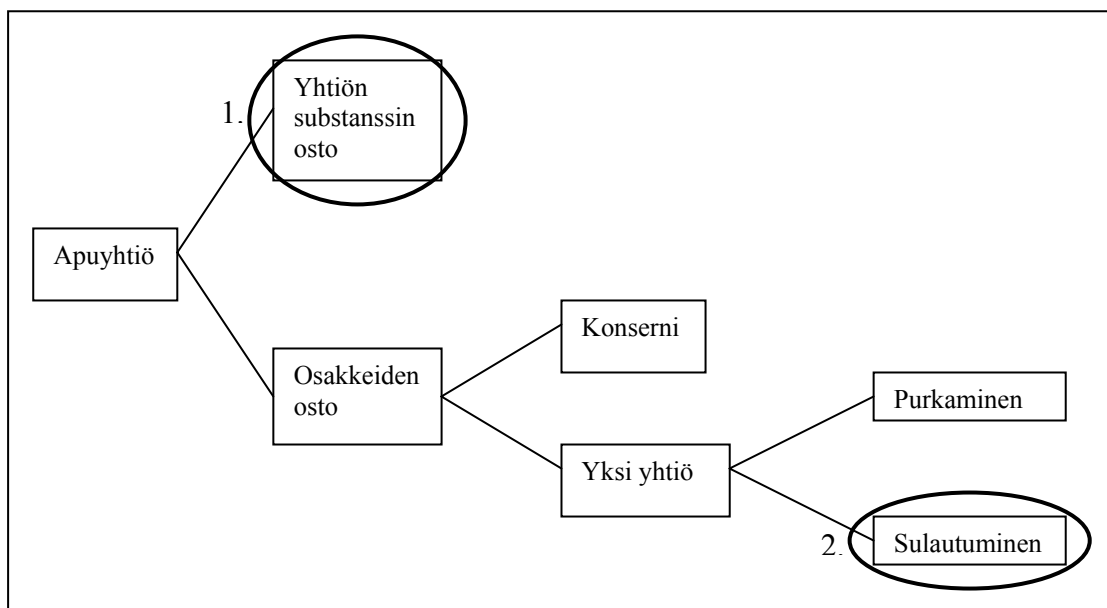 1.
Yhtiön
substanssin
osto
Apuyhtiö
Osakkeiden
osto
Konserni
Yksi yhtiö
Purkaminen
2.
Sulautuminen